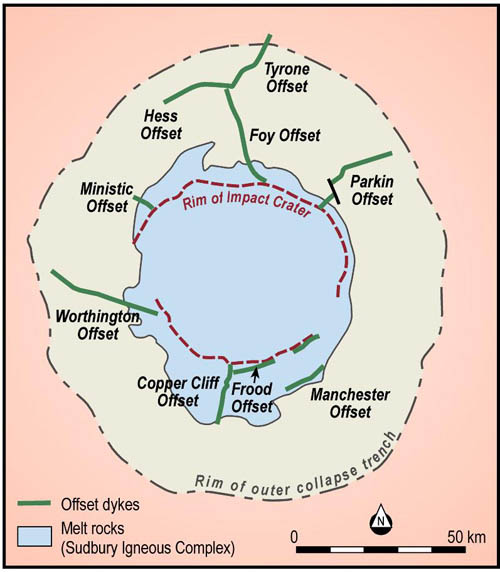 Tyrone
Offset
Hess
Offset
Foy Offset
Ministic
Offset
Rim of Impact Crater
Parkin
Offset
Worthington
Offset
Copper Cliff
Offset
Frood
Offset
Manchester
Offset
Rim of outer collapse trench
Offset dykes
Melt rocks
(Sudbury Igneous Complex)
N
0
50 km